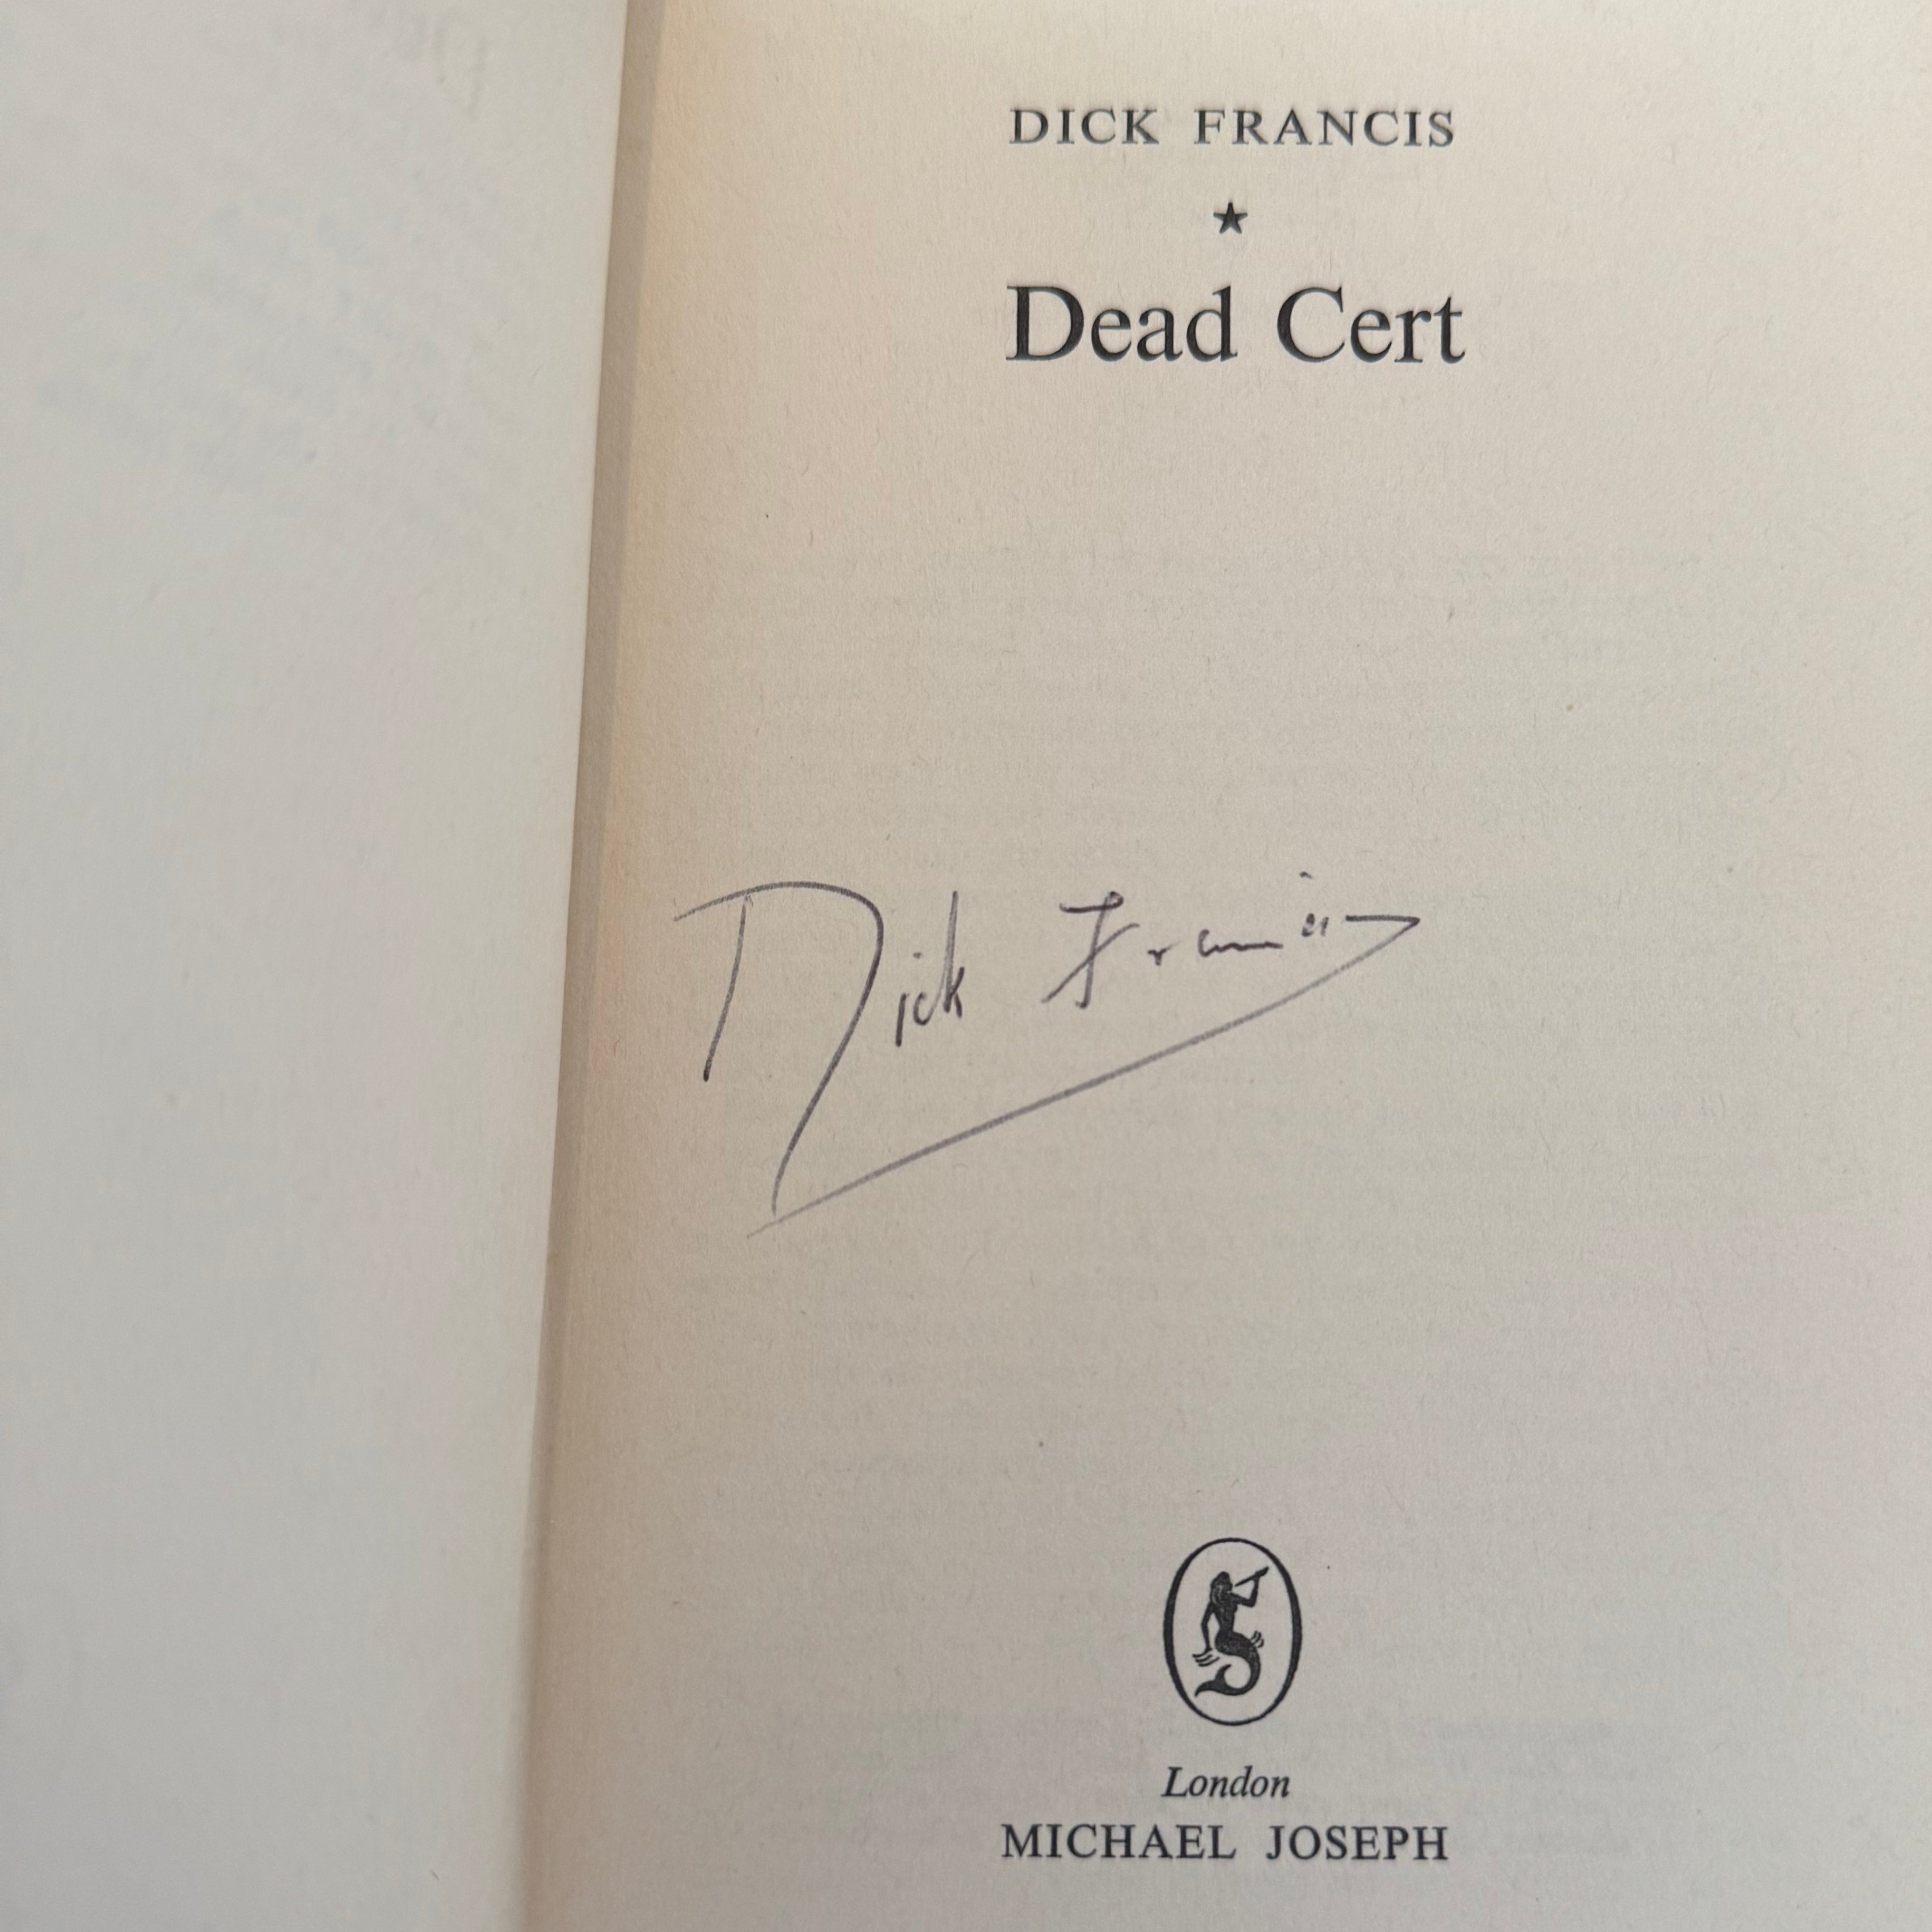 DICK FRANCIS
★
Dead Cert
Dick Francis
London
MICHAEL JOSEPH